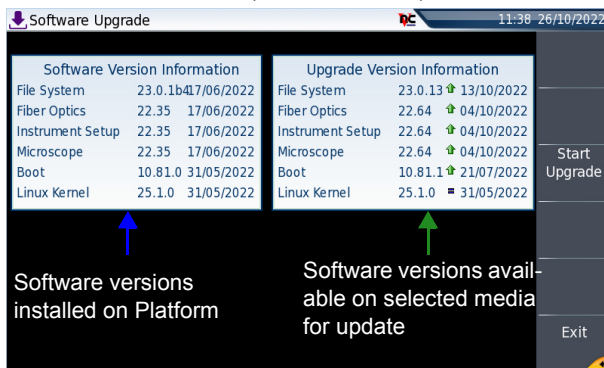 Software Upgrade
11:38 26/10/2022
Software Version Information
File System 23.0.1b417/06/2022
Fiber Optics 22.35 17/06/2022
Instrument Setup 22.35 17/06/2022
Microscope 22.35 17/06/2022
Boot 10.81.0 31/05/2022
Linux Kernel 25.1.0 31/05/2022
Upgrade Version Information
File System 23.0.13 13/10/2022
Fiber Optics 22.64 04/10/2022
Instrument Setup 22.64 04/10/2022
Microscope 22.64 04/10/2022
Boot 10.81.1 21/07/2022
Linux Kernel 25.1.0 = 31/05/2022
Start
Upgrade
Exit
Software versions
installed on Platform
Software versions avail-
able on selected media
for update